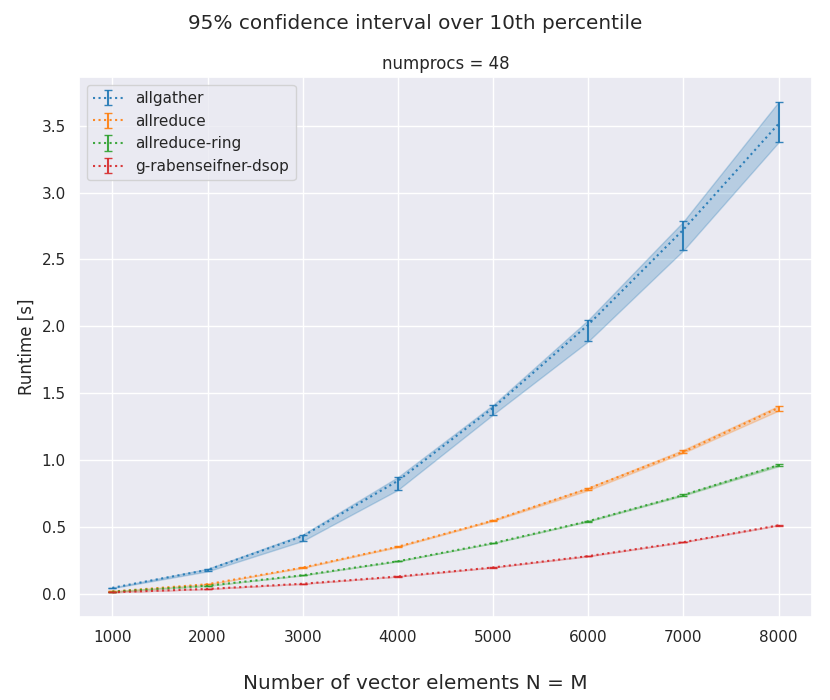 95% confidence interval over 10th percentile
numprocs = 48
allgather
allreduce
allreduce-ring
g-rabenseifner-dsop
Runtime [s]
3.5
3.0
2.5
2.0
1.5
1.0
0.5
0.0
1000 2000 3000 4000 5000 6000 7000 8000
Number of vector elements N = M